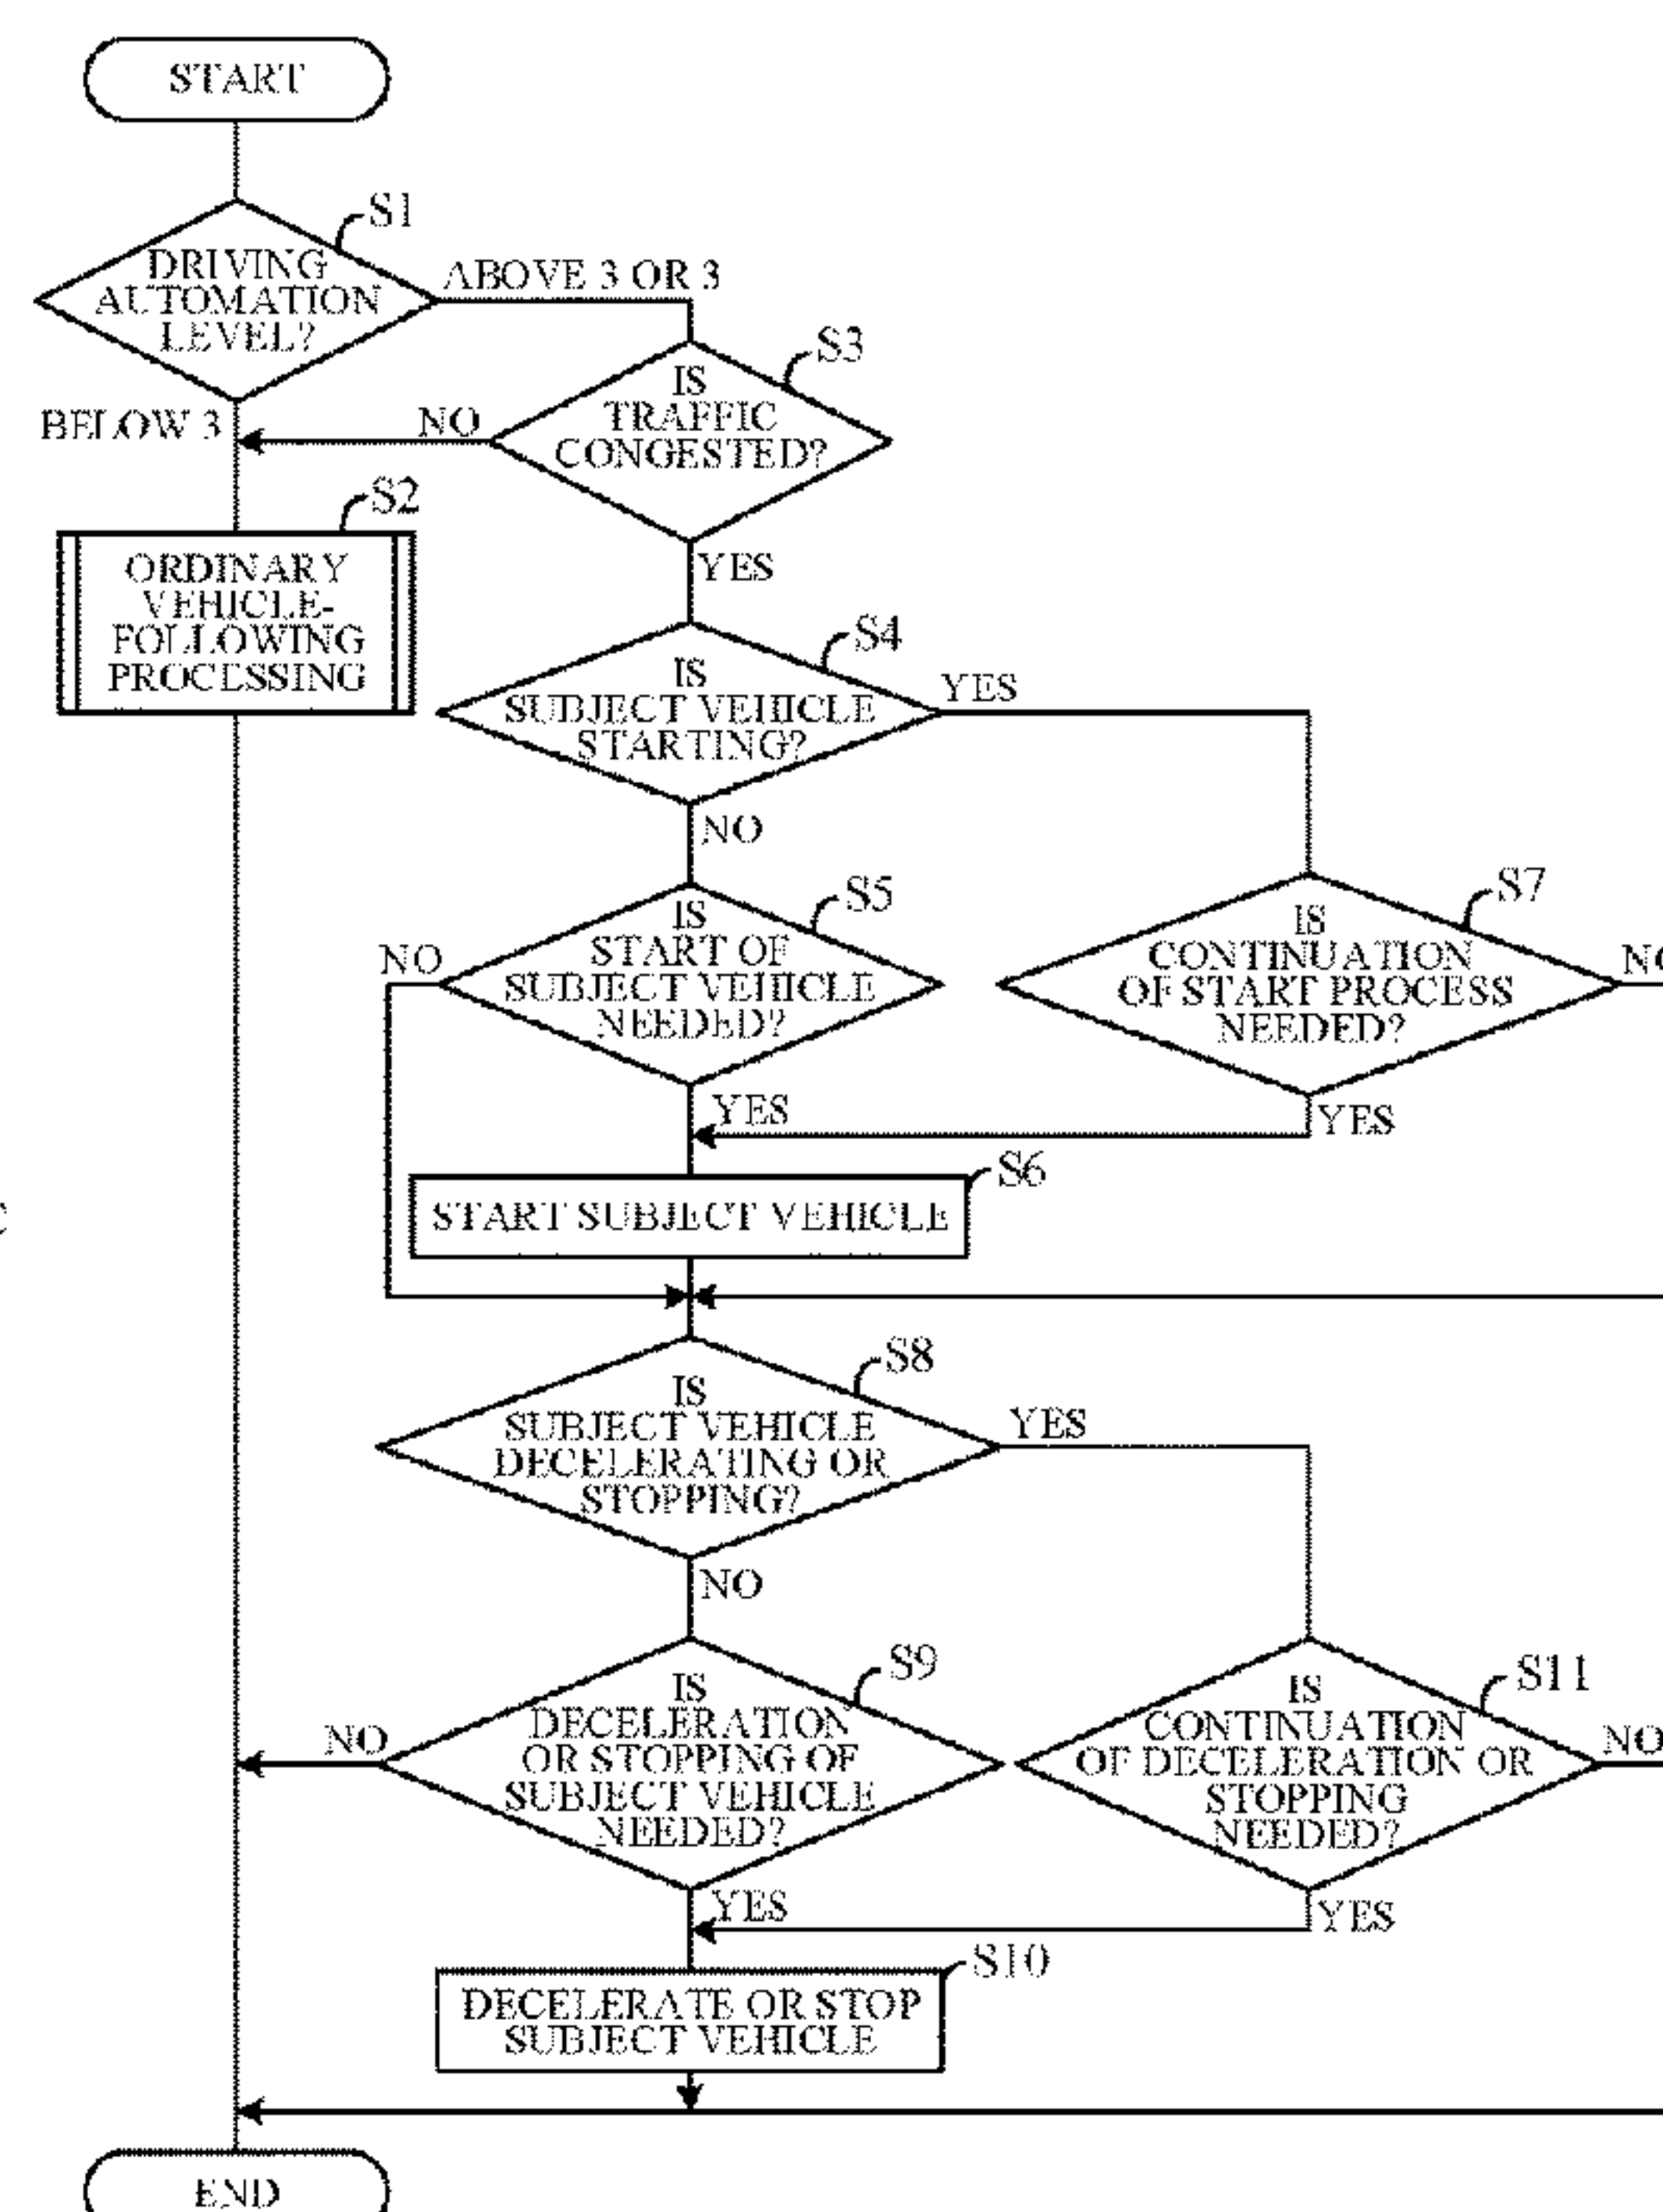 START
S1
DRIVING
AUTOMATION
LEVEL?
ABOVE 3 OR 3
BELOW 3
S3
IS
TRAFFIC
CONGESTED?
NO
YES
S2
ORDINARY
VEHICLE-
FOLLOWING
PROCESSING
S4
IS
SUBJECT VEHICLE
STARTING?
YES
NO
S5
IS
START OF
SUBJECT VEHICLE
NEEDED?
NO
YES
S7
IS
CONTINUATION
OF START PROCESS
NEEDED?
NO
YES
S6
START SUBJECT VEHICLE
S8
IS
SUBJECT VEHICLE
DECELERATING OR
STOPPING?
YES
NO
S9
IS
DECELERATION
OR STOPPING OF
SUBJECT VEHICLE
NEEDED?
NO
YES
S11
IS
CONTINUATION
OF DECELERATION OR
STOPPING
NEEDED?
NO
YES
S10
DECELERATE OR STOP
SUBJECT VEHICLE
END